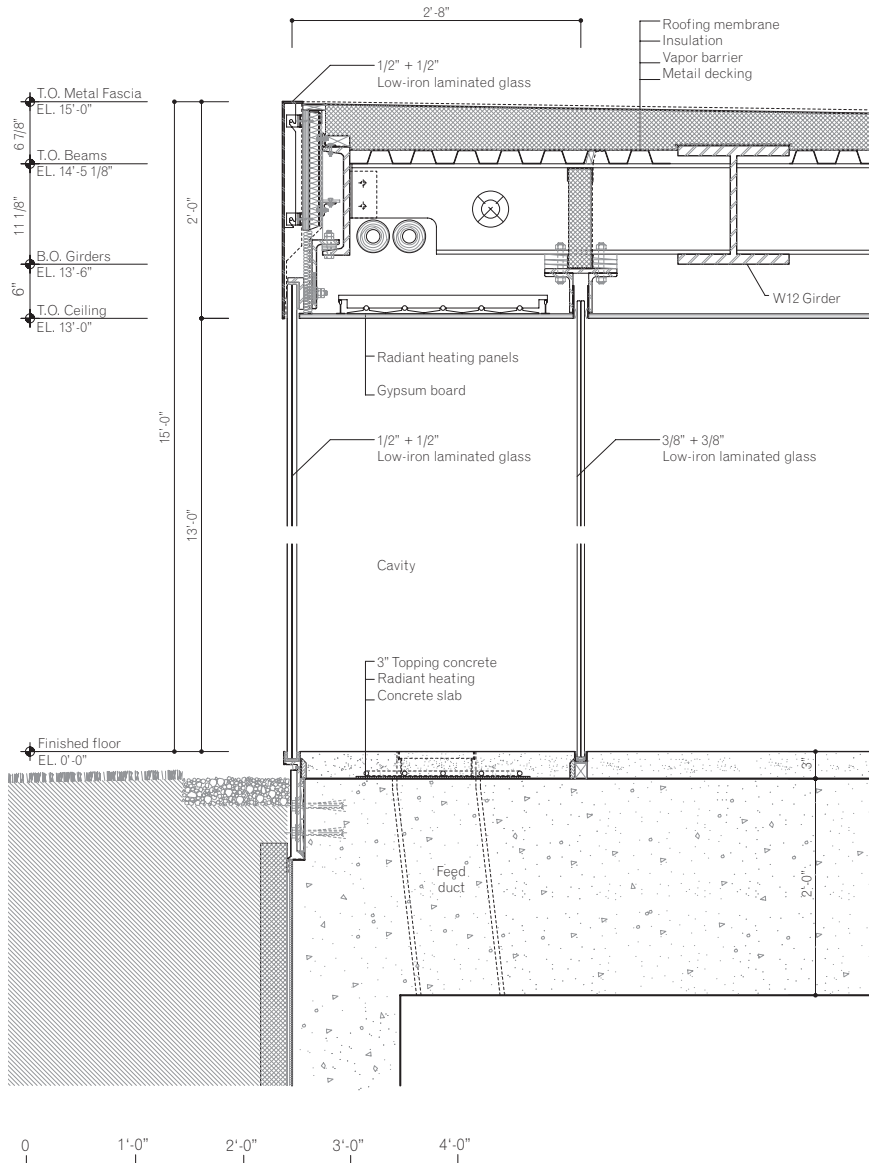 2'-8"
Roofing membrane
Insulation
Vapor barrier
Metail decking
1/2" + 1/2"
Low-iron laminated glass
T.O. Metal Fascia
EL. 15'-0"
6 7/8"
T.O. Beams
EL. 14'-5 1/8"
11 1/8"
2'-0"
B.O. Girders
EL. 13'-6"
6"
T.O. Ceiling
EL. 13'-0"
W12 Girder
Radiant heating panels
Gypsum board
15'-0"
13'-0"
1/2" + 1/2"
Low-iron laminated glass
3/8" + 3/8"
Low-iron laminated glass
Cavity
3" Topping concrete
Radiant heating
Concrete slab
Finished floor
EL. 0'-0"
3"
Feed
duct
2'-0"
0
1'-0"
2'-0"
3'-0"
4'-0"